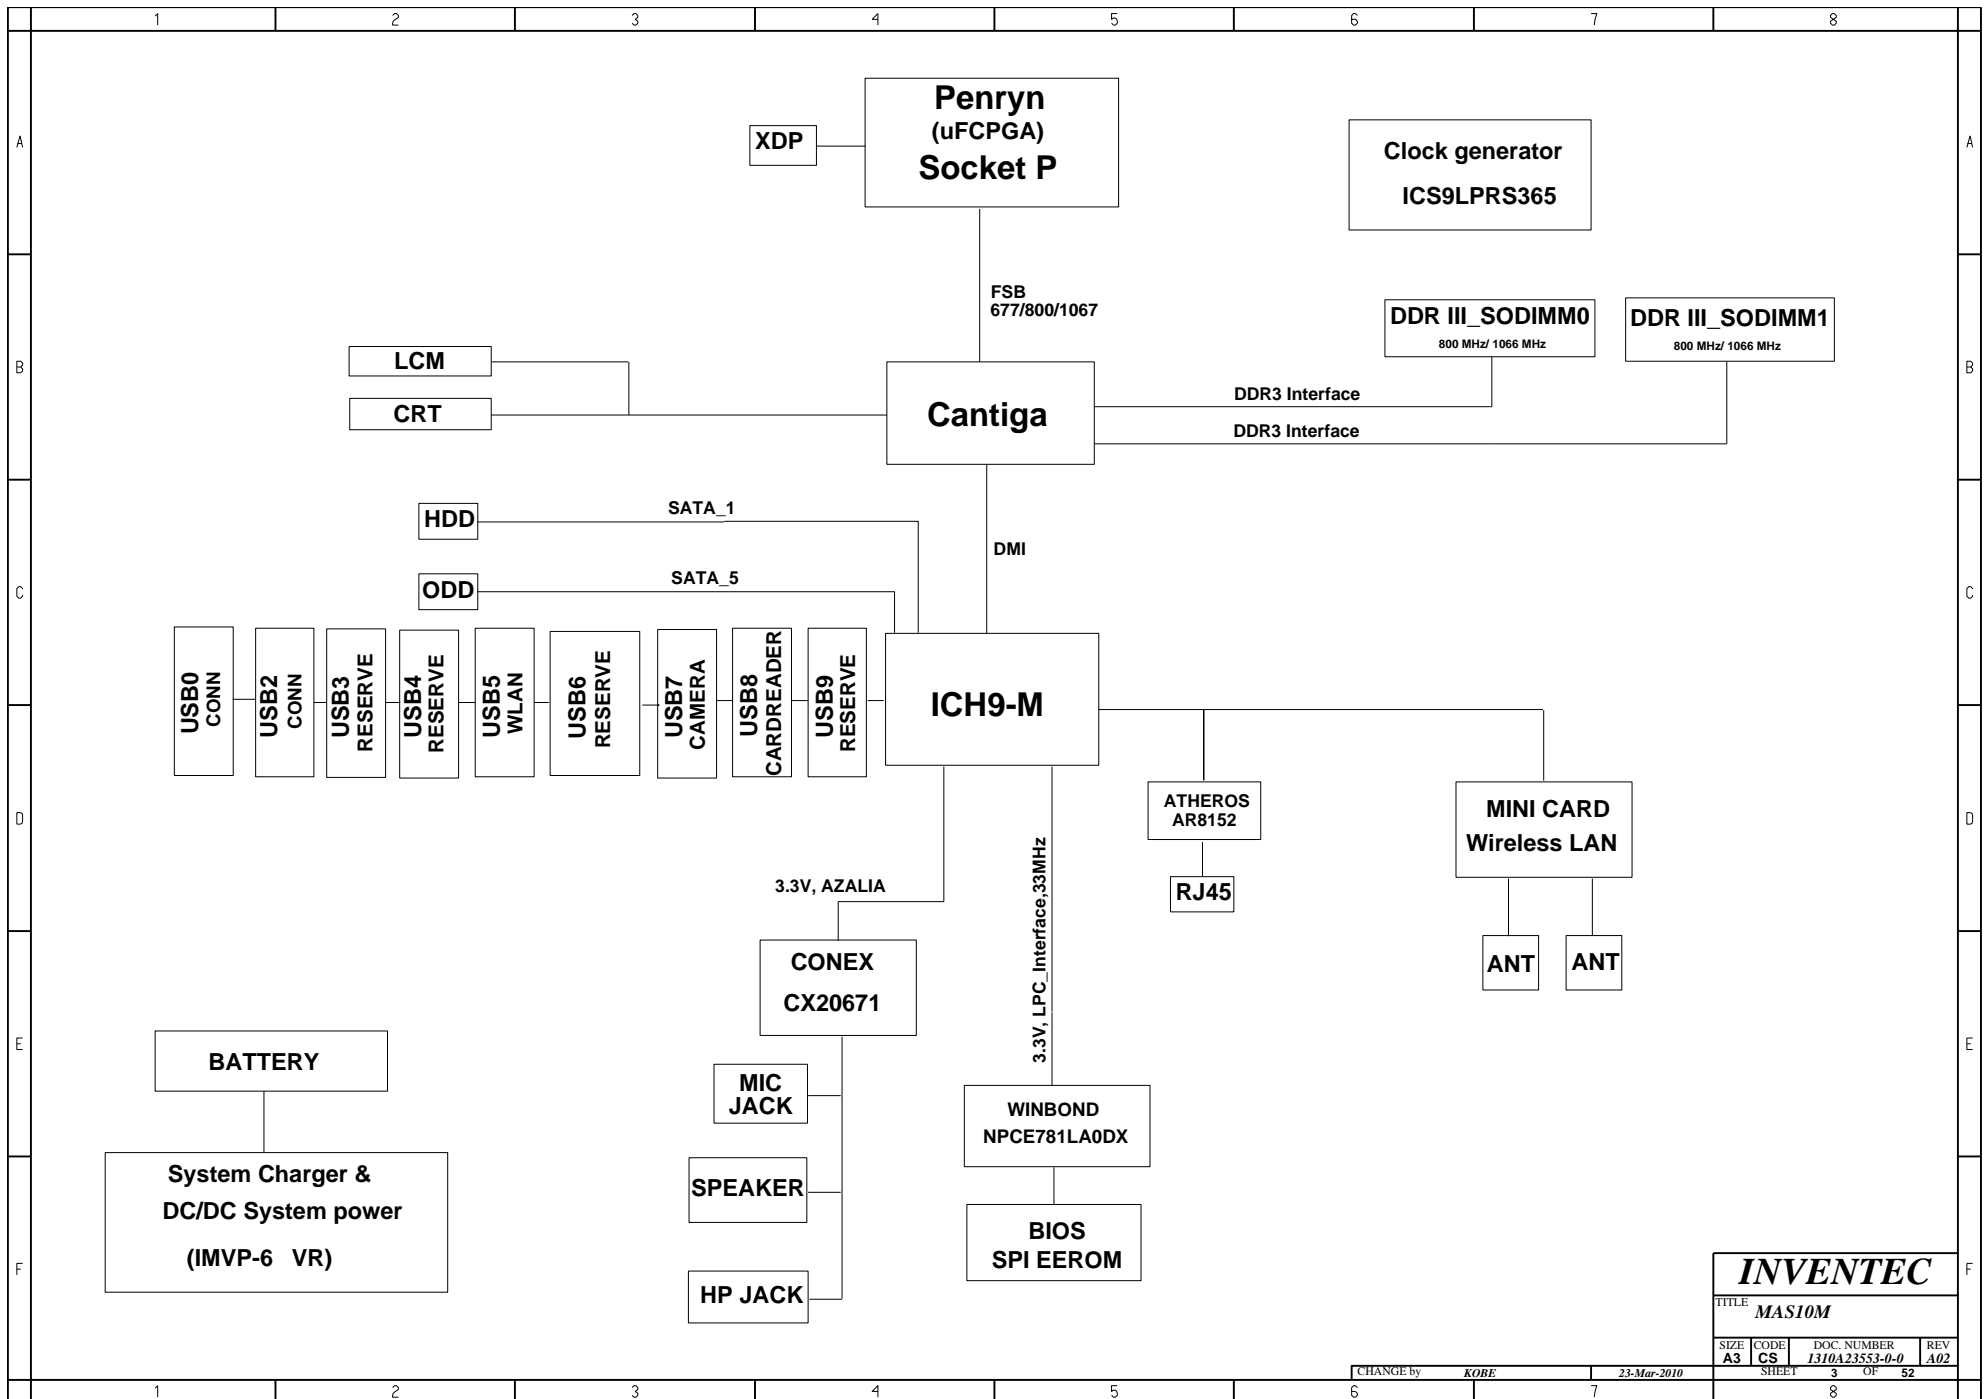 1 2 3 4 5 6 7 8
A
B
C
D
E
F
A
B
C
D
E
F
Penryn
(uFCPGA)
Socket P
XDP
Clock generator
ICS9LPRS365
FSB
677/800/1067
DDR III_SODIMM0
800 MHz/ 1066 MHz
DDR III_SODIMM1
800 MHz/ 1066 MHz
LCM
CRT
Cantiga
DDR3 Interface
DDR3 Interface
HDD
SATA_1
DMI
ODD
SATA_5
USB0
CONN
USB2
CONN
USB3
RESERVE
USB4
RESERVE
USB5
WLAN
USB6
RESERVE
USB7
CAMERA
USB8
CARDREADER
USB9
RESERVE
ICH9-M
ATHEROS
AR8152
RJ45
MINI CARD
Wireless LAN
ANT
ANT
3.3V, AZALIA
3.3V, LPC_Interface,33MHz
CONEX
CX20671
MIC
JACK
SPEAKER
HP JACK
WINBOND
NPCE781LA0DX
BIOS
SPI EEROM
BATTERY
System Charger &
DC/DC System power
(IMVP-6 VR)
INVENTEC
TITLE
MAS10M
SIZE CODE DOC. NUMBER REV
A3 CS 1310A23553-0-0 A02
CHANGE by KOBE 23-Mar-2010 SHEET 3 OF 52
1 2 3 4 5 6 7 8